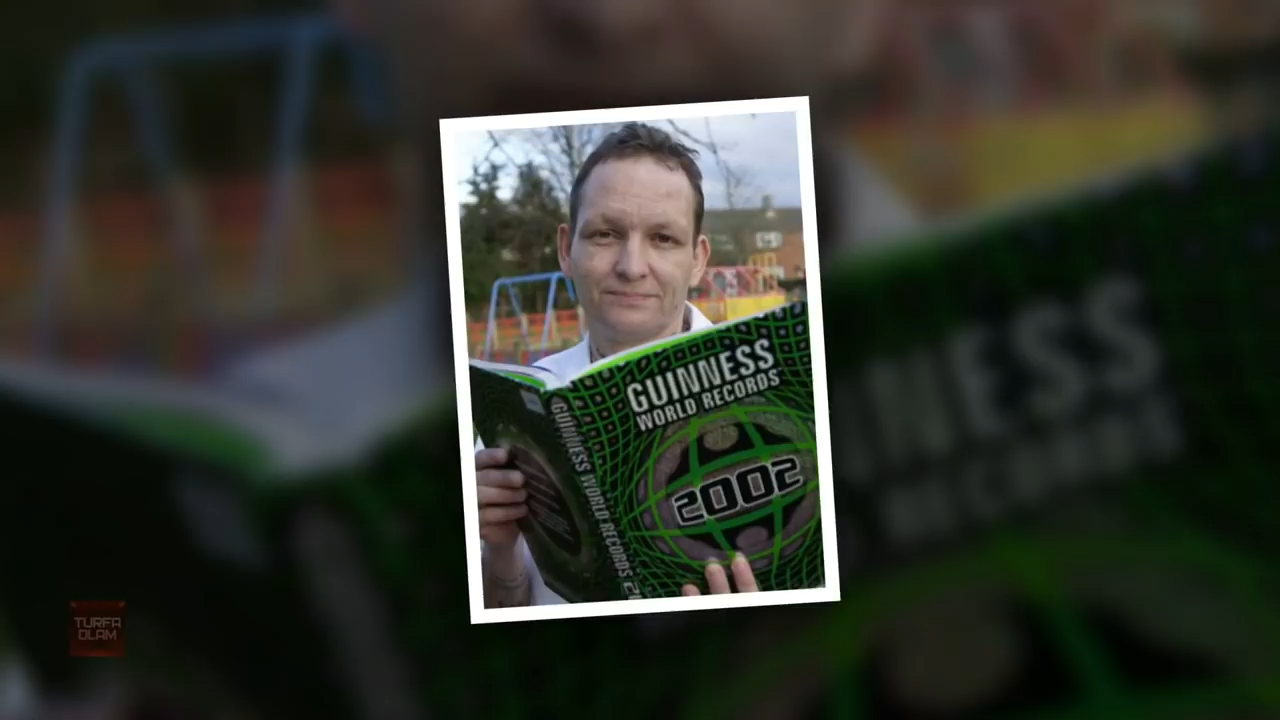 GUINNESS
WORLD RECORDS
2002
GUINNESS WORLD RECORDS
TURFA
OLAM